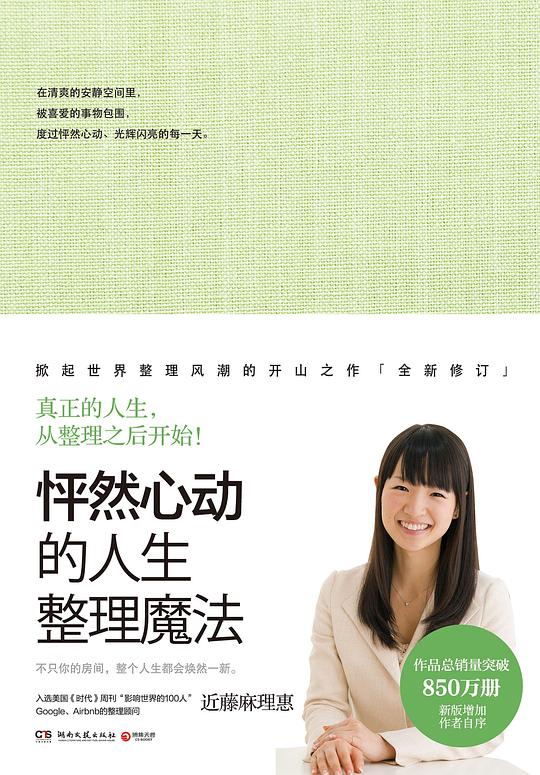 在清爽的安静空间里，
被喜爱的事物包围，
度过怦然心动、光辉闪亮的每一天。
掀起世界整理风潮的开山之作「全新修订」
真正的人生，
从整理之后开始！
怦然心动
的人生
整理魔法
不只你的房间，整个人生都会焕然一新。
入选美国《时代》周刊“影响世界的100人”
Google、Airbnb的整理顾问
近藤麻理惠
作品总销量突破
850万册
新版增加
作者自序
湖南文艺出版社
博集天卷
CS-BOOKY